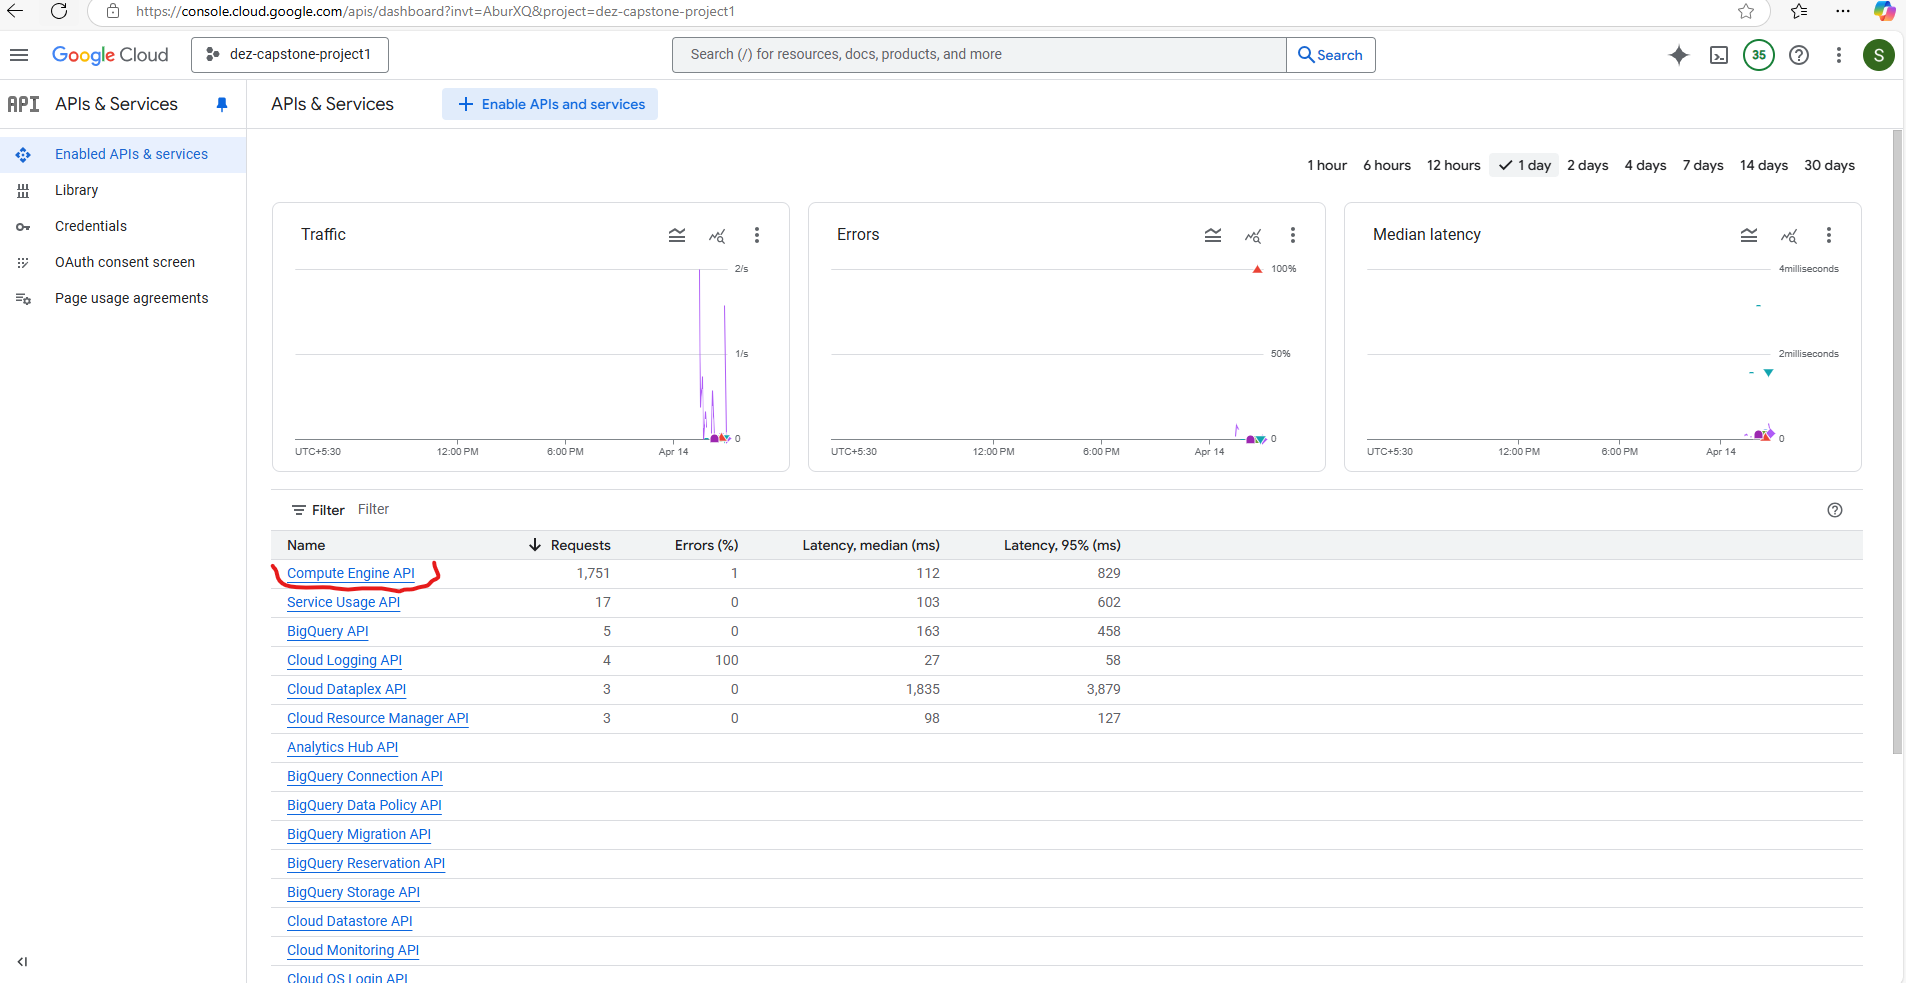 https://console.cloud.google.com/apis/dashboard?invt=AburXQ&project=dez-capstone-project1
Google Cloud
dez-capstone-project1
Search (/) for resources, docs, products, and more
Search
35
S
API
APIs & Services
APIs & Services
Enable APIs and services
Enabled APIs & services
Library
Credentials
OAuth consent screen
Page usage agreements
1 hour 6 hours 12 hours 1 day 2 days 4 days 7 days 14 days 30 days
Traffic
2/s
1/s
0
UTC+5:30 12:00 PM 6:00 PM Apr 14
Errors
100%
50%
0
UTC+5:30 12:00 PM 6:00 PM Apr 14
Median latency
4milliseconds
2milliseconds
0
UTC+5:30 12:00 PM 6:00 PM Apr 14
Filter Filter
Name Requests Errors (%) Latency, median (ms) Latency, 95% (ms)
Compute Engine API 1,751 1 112 829
Service Usage API 17 0 103 602
BigQuery API 5 0 163 458
Cloud Logging API 4 100 27 58
Cloud Dataplex API 3 0 1,835 3,879
Cloud Resource Manager API 3 0 98 127
Analytics Hub API
BigQuery Connection API
BigQuery Data Policy API
BigQuery Migration API
BigQuery Reservation API
BigQuery Storage API
Cloud Datastore API
Cloud Monitoring API
Cloud OS Login API